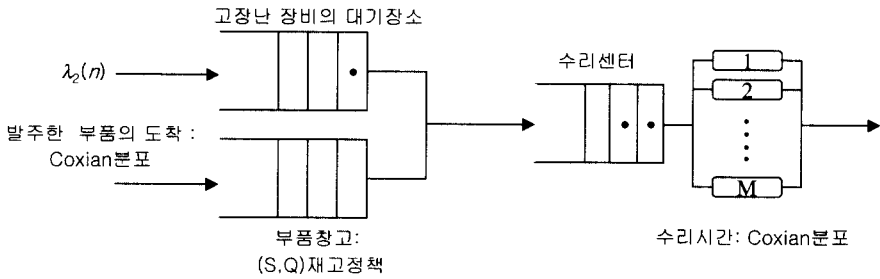 고장난 장비의 대기장소
λ₂(n)
수리센터
1
2
M
발주한 부품의 도착 :
Coxian분포
부품창고:
(S,Q)재고정책
수리시간: Coxian분포